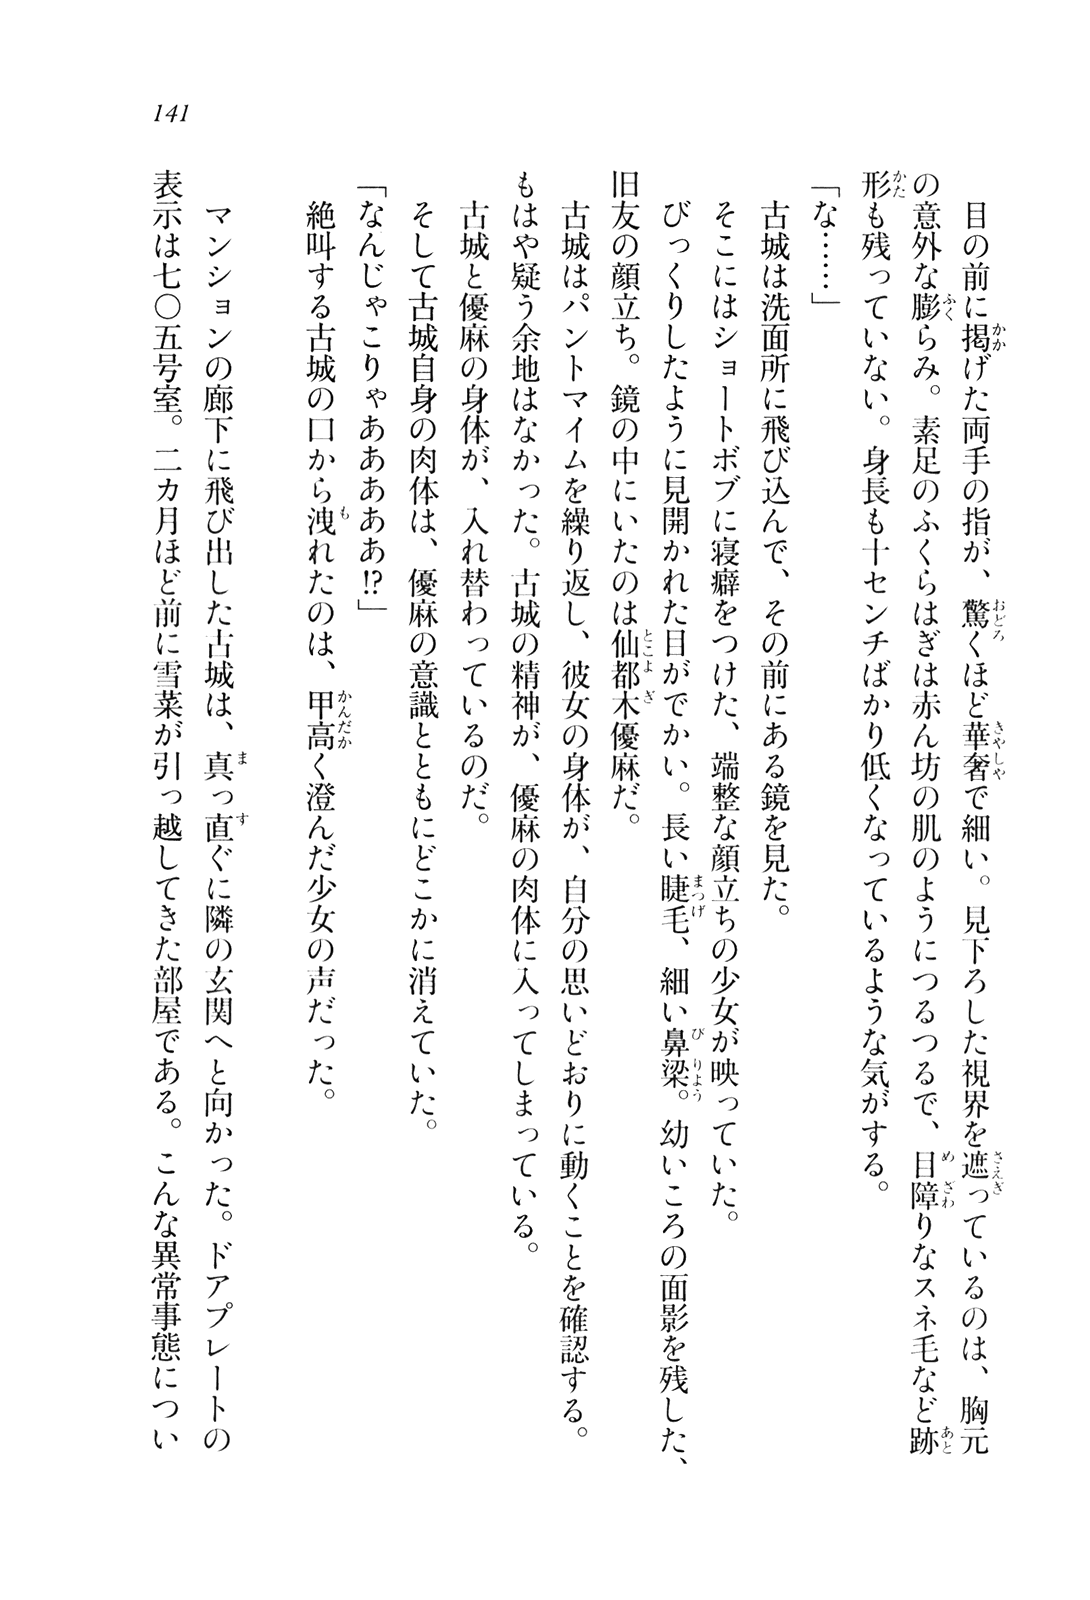 141
目の前に掲げた両手の指が、驚くほど華奢で細い。見下ろした視界を遮っているのは、胸元
の意外な膨らみ。素足のふくらはぎは赤ん坊の肌のようにつるつるで、目障りなスネ毛など跡
形も残っていない。身長も十センチばかり低くなっているような気がする。
「な……」
古城は洗面所に飛び込んで、その前にある鏡を見た。
そこにはショートボブに寝癖をつけた、端整な顔立ちの少女が映っていた。
びっくりしたように見開かれた目がでかい。長い睫毛、細い鼻梁。幼いころの面影を残した、
旧友の顔立ち。鏡の中にいたのは仙都木優麻だ。
古城はパントマイムを繰り返し、彼女の身体が、自分の思いどおりに動くことを確認する。
もはや疑う余地はなかった。古城の精神が、優麻の肉体に入ってしまっている。
古城と優麻の身体が、入れ替わっているのだ。
そして古城自身の肉体は、優麻の意識とともにどこかに消えていた。
「なんじゃこりゃあああああ!?」
絶叫する古城の口から洩れたのは、甲高く澄んだ少女の声だった。
マンションの廊下に飛び出した古城は、真っ直ぐに隣の玄関へと向かった。ドアプレートの
表示は七〇五号室。二カ月ほど前に雪菜が引っ越してきた部屋である。こんな異常事態につい